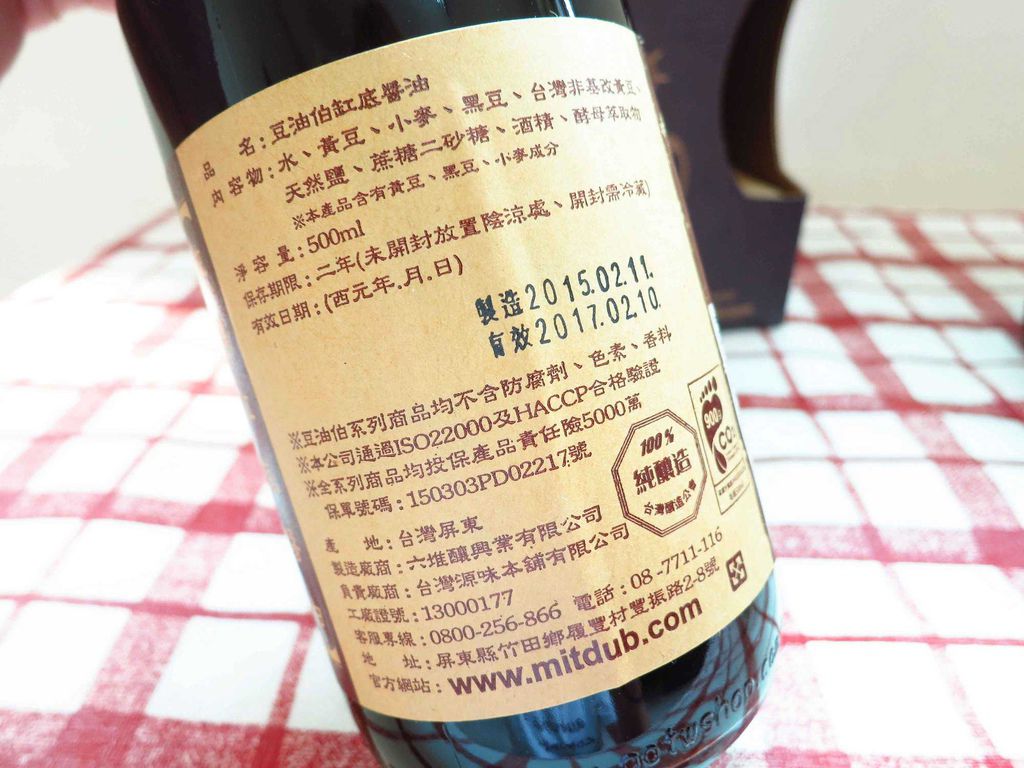 品 名：豆油伯缸底醬油
內容物：水、黃豆、小麥、黑豆、台灣非基改黃豆、
天然鹽、蔗糖二砂糖、酒精、酵母萃取物
※本產品含有黃豆、黑豆、小麥成分
淨容量：500ml
保存期限：二年(未開封放置陰涼處、開封需冷藏)
有效日期：(西元年.月.日)
製造2015.02.11.
有效2017.02.10.
※豆油伯系列商品均不含防腐劑、色素、香料
※本公司通過ISO22000及HACCP合格驗證
※全系列商品均投保產品責任險5000萬
保單號碼：150303PD02217號
100%
純釀造
900g
CO2
產 地：台灣屏東
製造廠商：六堆釀興業有限公司
負責廠商：台灣源味本舖有限公司
工廠證號：13000177
客服專線：0800-256-866 電話：08-7711-116
地 址：屏東縣竹田鄉履豐村豐振路2-8號
官方網站：www.mitdub.com